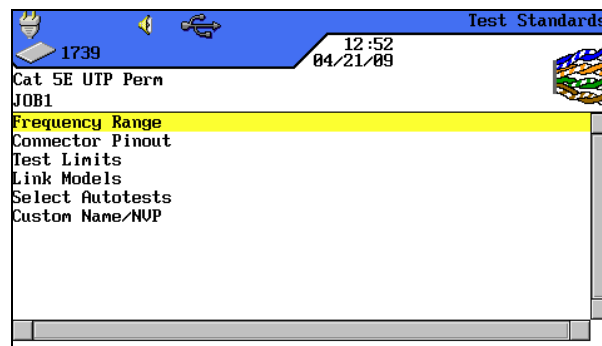 Test Standards
1739
12:52
04/21/09
Cat 5E UTP Perm
JOB1
Frequency Range
Connector Pinout
Test Limits
Link Models
Select Autotests
Custom Name/NVP